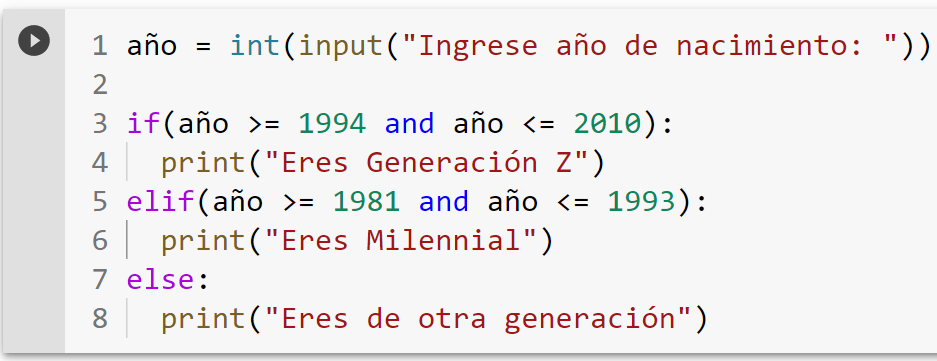 1 año = int(input("Ingrese año de nacimiento: "))
2
3 if(año >= 1994 and año <= 2010):
4   print("Eres Generación Z")
5 elif(año >= 1981 and año <= 1993):
6   print("Eres Milennial")
7 else:
8   print("Eres de otra generación")